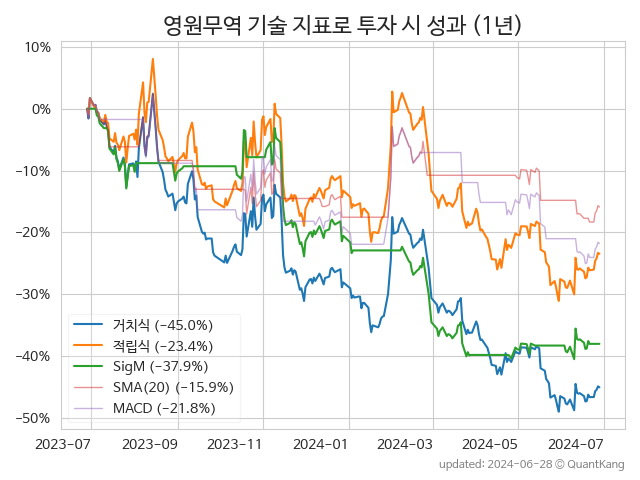 영원무역 기술 지표로 투자 시 성과 (1년)
10%
0%
−10%
−20%
−30%
−40%
−50%
거치식 (−45.0%)
적립식 (−23.4%)
SigM (−37.9%)
SMA(20) (−15.9%)
MACD (−21.8%)
2023-07 2023-09 2023-11 2024-01 2024-03 2024-05 2024-07
updated: 2024-06-28 ⓒ QuantKang